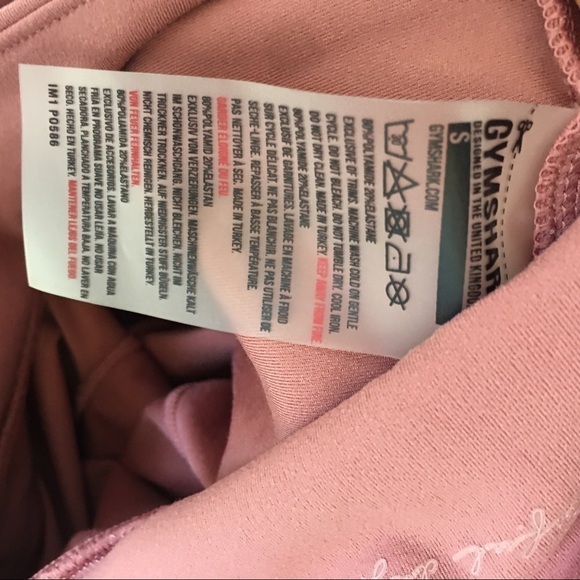 GYMSHARK
DESIGNED IN
THE UNITED KINGDOM
S
GYMSHARK.COM
80%POLYAMIDE 20%ELASTANE
EXCLUSIVE OF TRIMS. MACHINE WASH COLD ON GENTLE
CYCLE. DO NOT BLEACH. DO NOT TUMBLE DRY. COOL IRON.
DO NOT DRY CLEAN. MADE IN TURKEY. KEEP AWAY FROM FIRE
80%POLYAMIDE 20%ELASTHANE
EXCLUSIF DE GARNITURES. LAVAGE EN MACHINE À FROID
SUR CYCLE DÉLICAT. NE PAS BLANCHIR. NE PAS UTILISER DE
SÈCHE-LINGE. REPASSER A BASSE TEMPÉRATURE.
PAS NETTOYER À SEC. MADE IN TURKEY.
GARDER ÉLOIGNÉ DU FEU
80%POLYAMID 20%ELASTAN
EXKLUSIV VON VERZIERUNGEN. MASCHINENWÄSCHE KALT
IM SCHONWASCHGANG. NICHT BLEICHEN. NICHT IM
TROCKNER TROCKNEN. AUF NIEDRIGSTER STUFE BÜGELN.
NICHT CHEMISCH REINIGEN. HERGESTELLT IN TURKEY.
VON FEUER FERNHALTEN.
80%POLIAMIDA 20%ELASTANO
EXCLUSIVO DE ACCESORIOS. LAVAR A MÁQUINA CON AGUA
FRÍA EN PROGRAMA SUAVE NO USAR LEJÍA NO USAR
SECADORA. PLANCHADO A TEMPERATURA BAJA. NO LAVER EN
SECO. HECHO EN TURKEY. MANTENER LEJOS DEL FUEGO
IM1 P0586